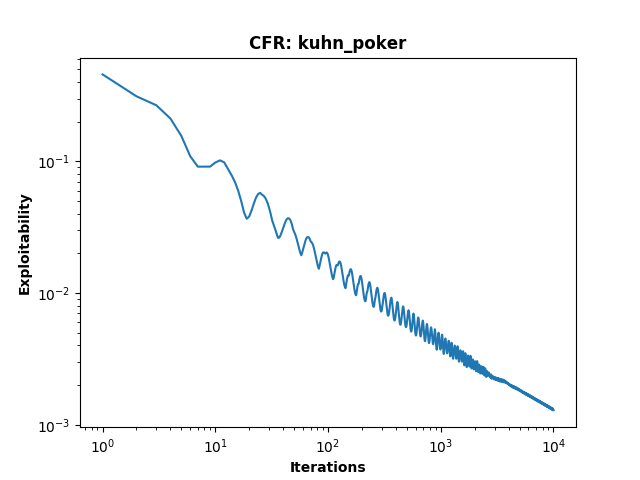 CFR: kuhn_poker
Exploitability
10⁻¹
10⁻²
10⁻³
10⁰ 10¹ 10² 10³ 10⁴
Iterations